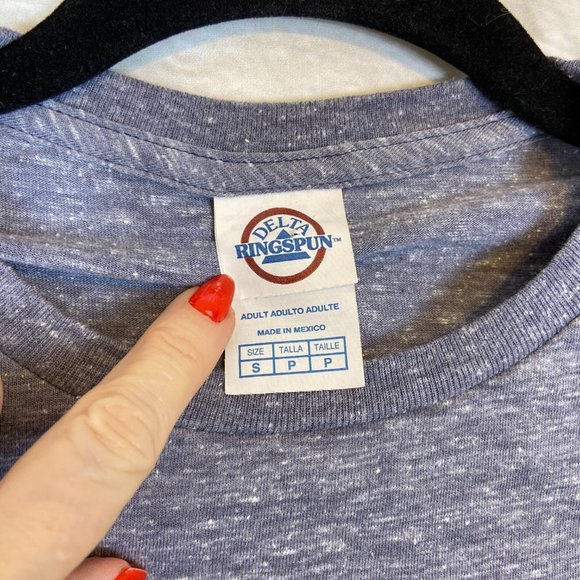 DELTA
RINGSPUN™
ADULT ADULTO ADULTE
MADE IN MEXICO
SIZE TALLA TAILLE
S P P